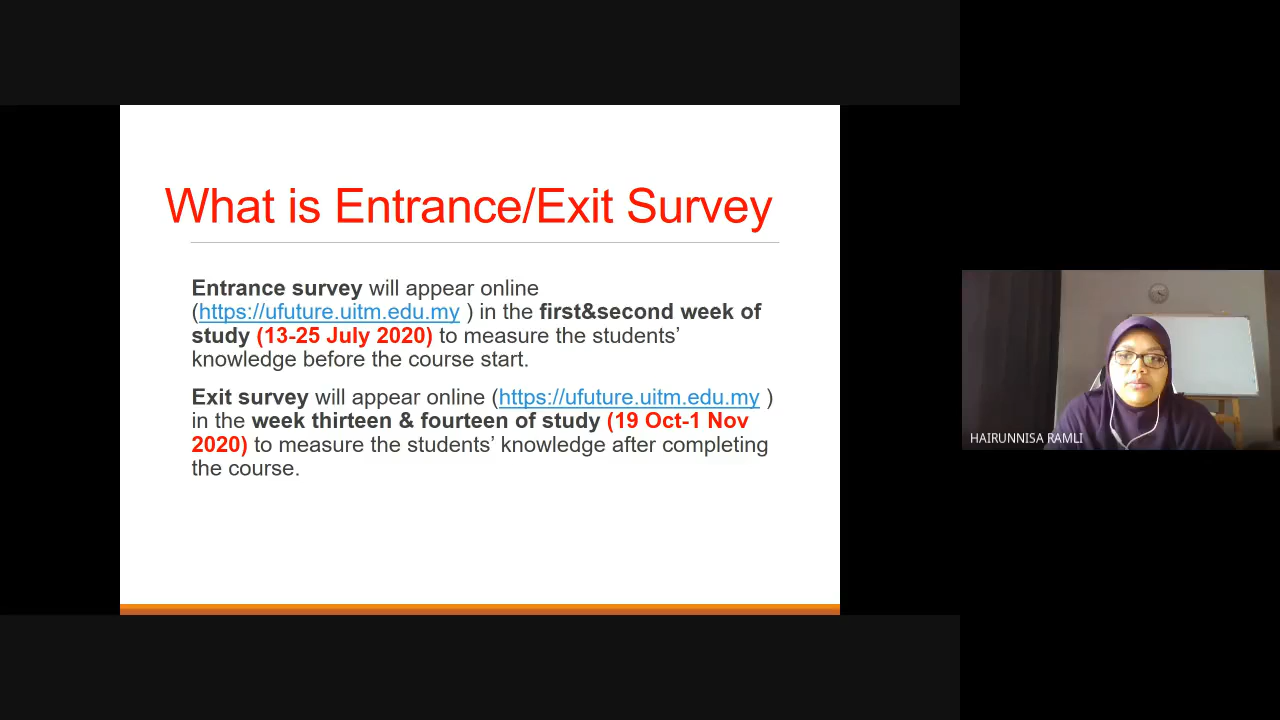 What is Entrance/Exit Survey
Entrance survey will appear online
(https://ufuture.uitm.edu.my ) in the first&second week of
study (13-25 July 2020) to measure the students’
knowledge before the course start.
Exit survey will appear online (https://ufuture.uitm.edu.my )
in the week thirteen & fourteen of study (19 Oct-1 Nov
2020) to measure the students’ knowledge after completing
the course.
HAIRUNNISA RAMLI